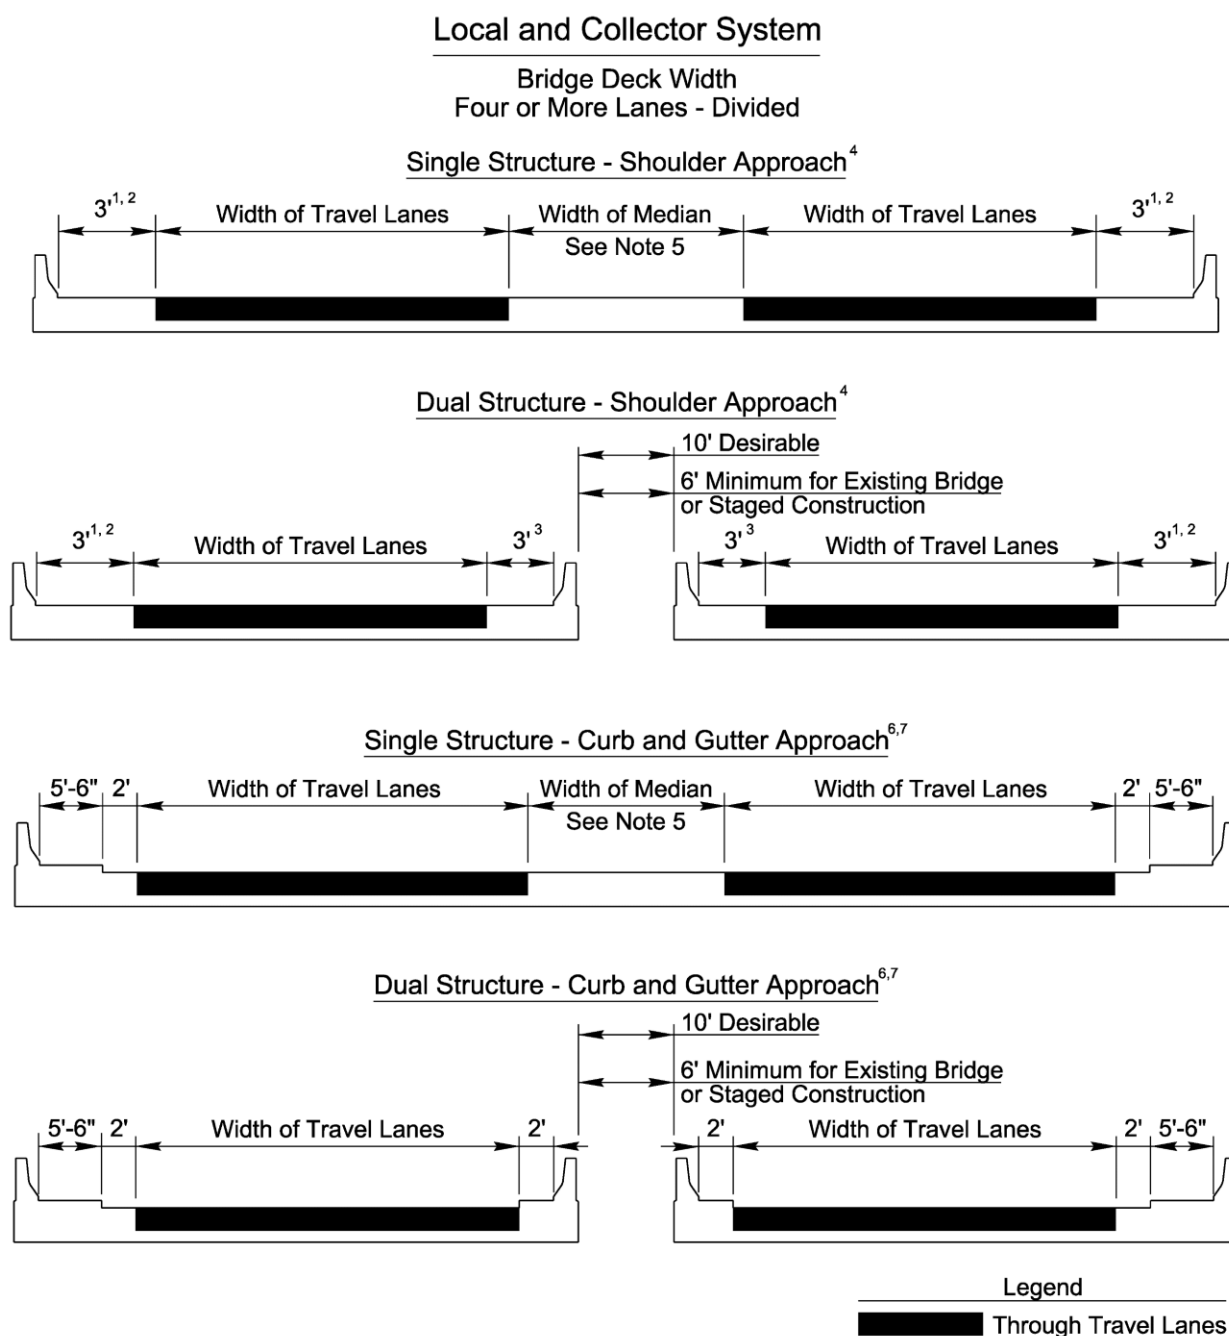 Local and Collector System
Bridge Deck Width
Four or More Lanes - Divided
Single Structure - Shoulder Approach4
3'1, 2 Width of Travel Lanes Width of Median Width of Travel Lanes 3'1, 2
See Note 5
Dual Structure - Shoulder Approach4
10' Desirable
6' Minimum for Existing Bridge
or Staged Construction
3'1, 2 Width of Travel Lanes 3'3 3'3 Width of Travel Lanes 3'1, 2
Single Structure - Curb and Gutter Approach6,7
5'-6" 2' Width of Travel Lanes Width of Median Width of Travel Lanes 2' 5'-6"
See Note 5
Dual Structure - Curb and Gutter Approach6,7
10' Desirable
6' Minimum for Existing Bridge
or Staged Construction
5'-6" 2' Width of Travel Lanes 2' 2' Width of Travel Lanes 2' 5'-6"
Legend
Through Travel Lanes